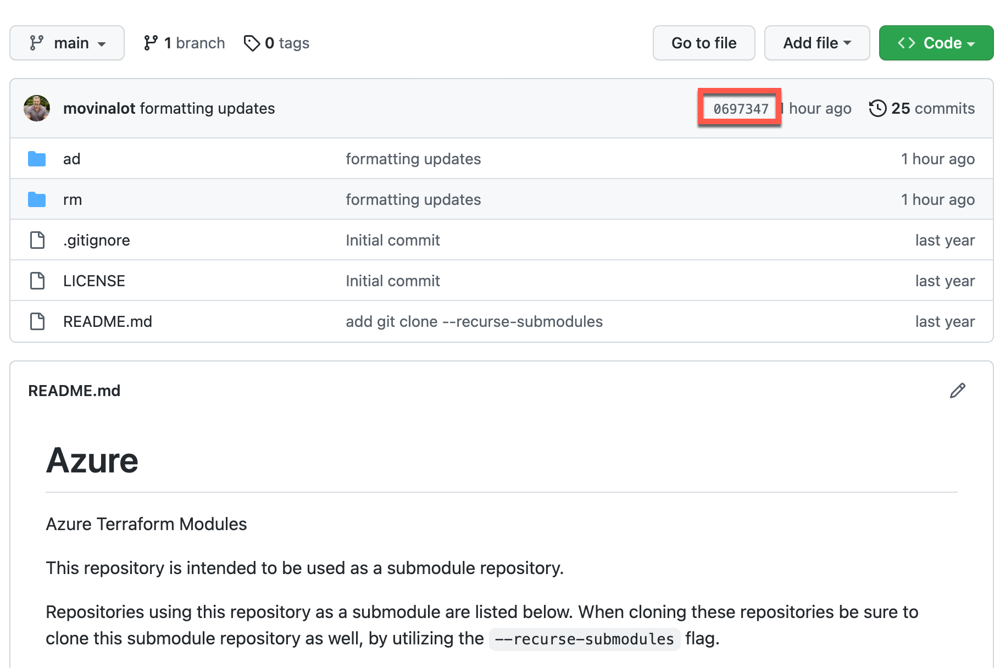 main 1 branch 0 tags Go to file Add file Code
movinalot formatting updates 0697347 1 hour ago 25 commits
ad formatting updates 1 hour ago
rm formatting updates 1 hour ago
.gitignore Initial commit last year
LICENSE Initial commit last year
README.md add git clone --recurse-submodules last year
README.md
Azure
Azure Terraform Modules
This repository is intended to be used as a submodule repository.
Repositories using this repository as a submodule are listed below. When cloning these repositories be sure to
clone this submodule repository as well, by utilizing the --recurse-submodules flag.